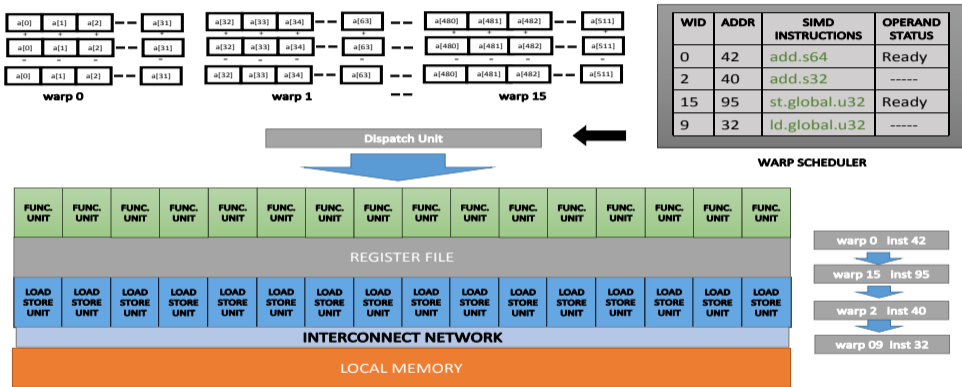 a[0] a[1] a[2] a[31] a[32] a[33] a[34] a[63] a[480] a[481] a[482] a[511]
+ + + + + + + + + + + +
a[0] a[1] a[2] a[31] a[32] a[33] a[34] a[63] a[480] a[481] a[482] a[511]
= = = = = = = = = = = =
a[0] a[1] a[2] a[31] a[32] a[33] a[34] a[63] a[480] a[481] a[482] a[511]
warp 0 warp 1 warp 15
WID ADDR SIMD INSTRUCTIONS OPERAND STATUS
0 42 add.s64 Ready
2 40 add.s32 -----
15 95 st.global.u32 Ready
9 32 ld.global.u32 -----
WARP SCHEDULER
Dispatch Unit
FUNC. FUNC. FUNC. FUNC. FUNC. FUNC. FUNC. FUNC. FUNC. FUNC. FUNC. FUNC. FUNC. FUNC. FUNC. FUNC.
UNIT UNIT UNIT UNIT UNIT UNIT UNIT UNIT UNIT UNIT UNIT UNIT UNIT UNIT UNIT UNIT
REGISTER FILE
LOAD LOAD LOAD LOAD LOAD LOAD LOAD LOAD LOAD LOAD LOAD LOAD LOAD LOAD LOAD LOAD
STORE STORE STORE STORE STORE STORE STORE STORE STORE STORE STORE STORE STORE STORE STORE STORE
UNIT UNIT UNIT UNIT UNIT UNIT UNIT UNIT UNIT UNIT UNIT UNIT UNIT UNIT UNIT UNIT
INTERCONNECT NETWORK
LOCAL MEMORY
warp 0 Inst 42
warp 15 Inst 95
warp 2 Inst 40
warp 09 Inst 32